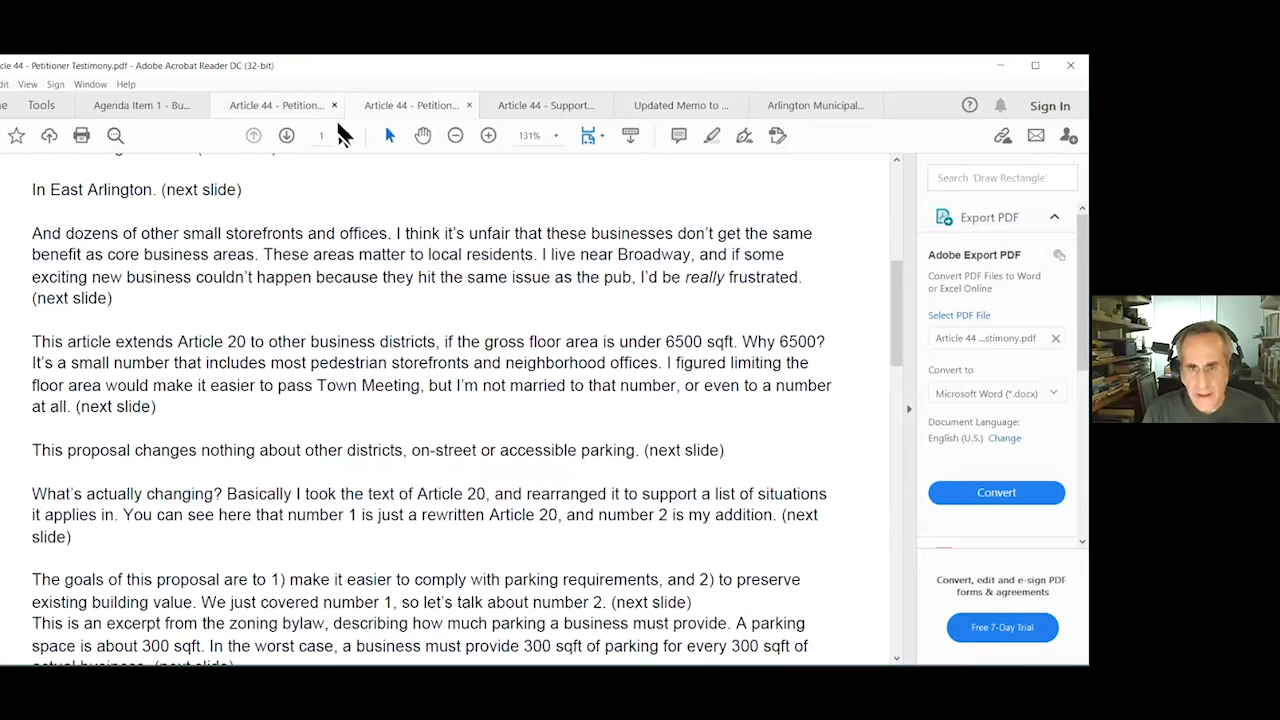 cle 44 - Petitioner Testimony.pdf - Adobe Acrobat Reader DC (32-bit)
dit View Sign Window Help
ne Tools Agenda Item 1 - Bu... Article 44 - Petition... × Article 44 - Petition... × Article 44 - Support... Updated Memo to ... Arlington Municipal... Sign In
1 131%
In East Arlington. (next slide)
And dozens of other small storefronts and offices. I think it's unfair that these businesses don't get the same
benefit as core business areas. These areas matter to local residents. I live near Broadway, and if some
exciting new business couldn't happen because they hit the same issue as the pub, I'd be really frustrated.
(next slide)
This article extends Article 20 to other business districts, if the gross floor area is under 6500 sqft. Why 6500?
It's a small number that includes most pedestrian storefronts and neighborhood offices. I figured limiting the
floor area would make it easier to pass Town Meeting, but I'm not married to that number, or even to a number
at all. (next slide)
This proposal changes nothing about other districts, on-street or accessible parking. (next slide)
What's actually changing? Basically I took the text of Article 20, and rearranged it to support a list of situations
it applies in. You can see here that number 1 is just a rewritten Article 20, and number 2 is my addition. (next
slide)
The goals of this proposal are to 1) make it easier to comply with parking requirements, and 2) to preserve
existing building value. We just covered number 1, so let's talk about number 2. (next slide)
This is an excerpt from the zoning bylaw, describing how much parking a business must provide. A parking
space is about 300 sqft. In the worst case, a business must provide 300 sqft of parking for every 300 sqft of
actual business. (next slide)
Search 'Draw Rectangle'
Export PDF
Adobe Export PDF
Convert PDF Files to Word
or Excel Online
Select PDF File
Article 44 ...stimony.pdf
Convert to
Microsoft Word (*.docx)
Document Language:
English (U.S.) Change
Convert
Convert, edit and e-sign PDF
forms & agreements
Free 7-Day Trial